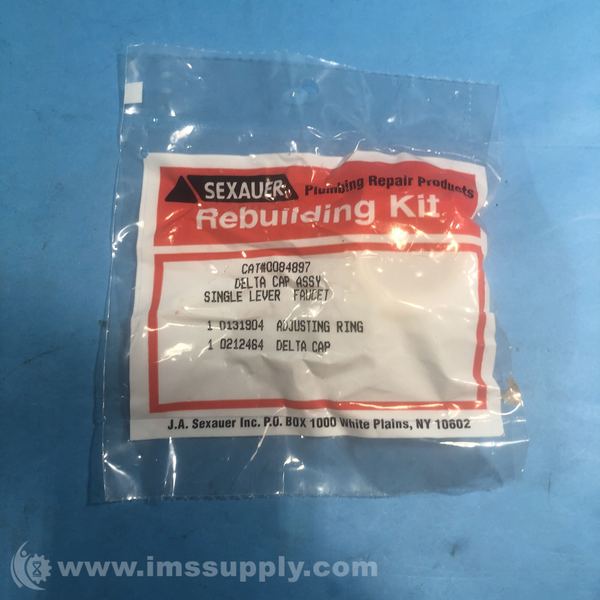 SEXAUER Plumbing Repair Products
Rebuilding Kit
CAT#0084897
DELTA CAP ASSY
SINGLE LEVER FAUCET
1 0131904 ADJUSTING RING
1 0212464 DELTA CAP
J.A. Sexauer Inc. P.O. BOX 1000 White Plains, NY 10602
www.imssupply.com